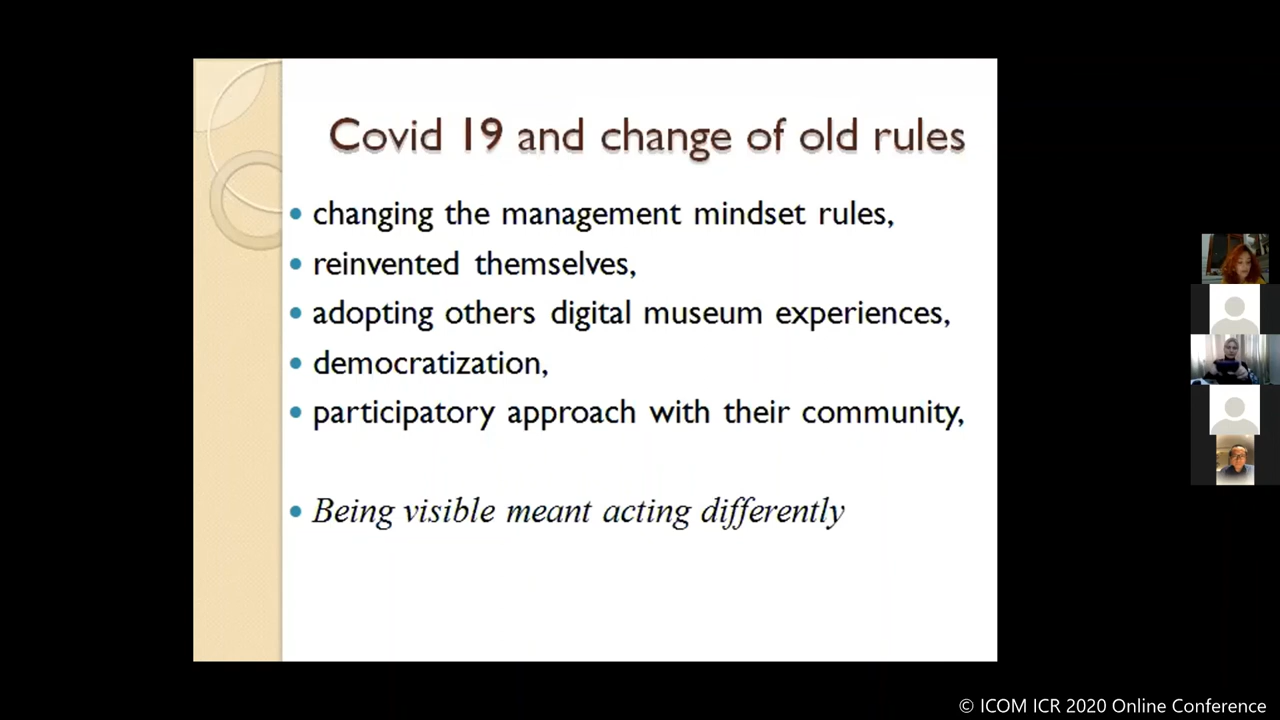 Covid 19 and change of old rules
changing the management mindset rules,
reinvented themselves,
adopting others digital museum experiences,
democratization,
participatory approach with their community,
Being visible meant acting differently
© ICOM ICR 2020 Online Conference